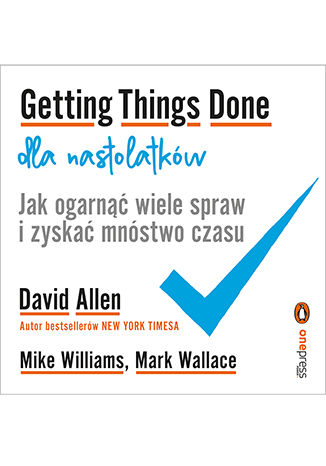 Getting Things Done
dla nastolatków
Jak ogarnąć wiele spraw
i zyskać mnóstwo czasu
David Allen
Autor bestsellerów NEW YORK TIMESA
Mike Williams, Mark Wallace
onepress